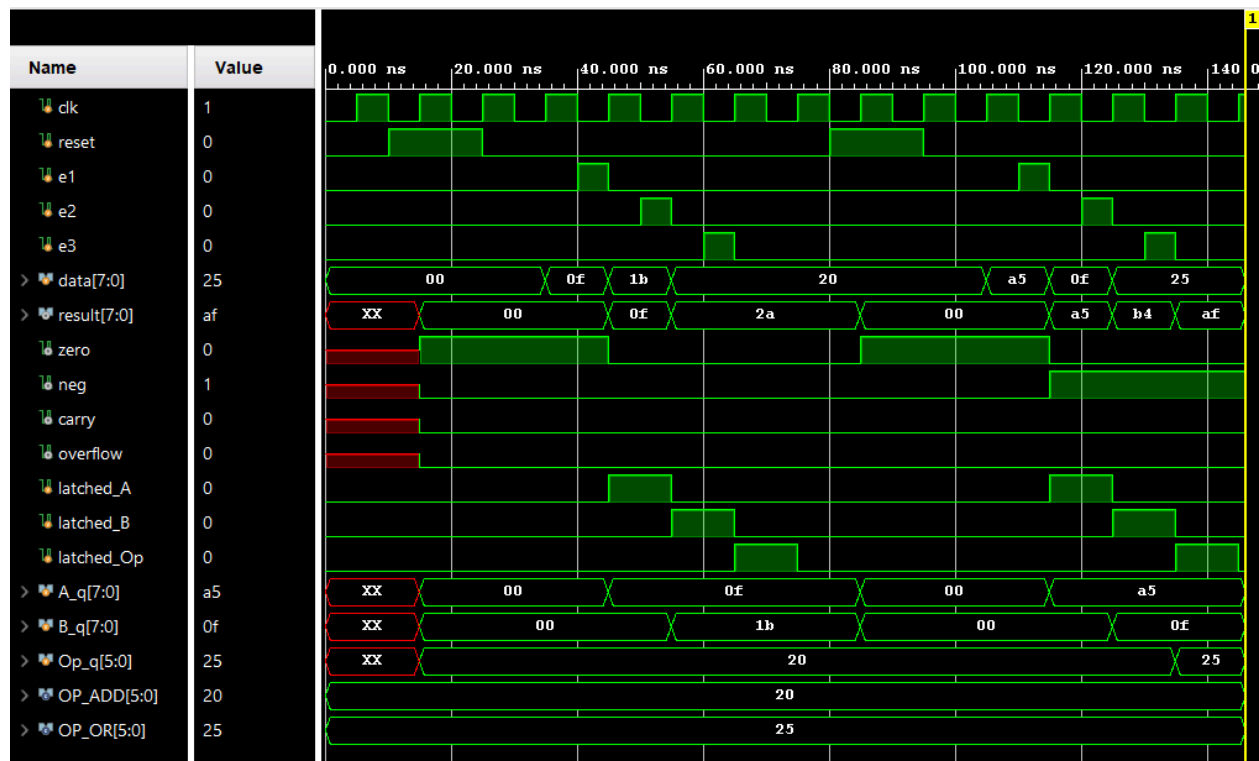 1
Name Value 0.000 ns 20.000 ns 40.000 ns 60.000 ns 80.000 ns 100.000 ns 120.000 ns 140 0
clk 1
reset 0
e1 0
e2 0
e3 0
data[7:0] 25 00 0f 1b 20 a5 0f 25
result[7:0] af XX 00 0f 2a 00 a5 b4 af
zero 0
neg 1
carry 0
overflow 0
latched_A 0
latched_B 0
latched_Op 0
A_q[7:0] a5 XX 00 0f 00 a5
B_q[7:0] 0f XX 00 1b 00 0f
Op_q[5:0] 25 XX 20 25
OP_ADD[5:0] 20 20
OP_OR[5:0] 25 25